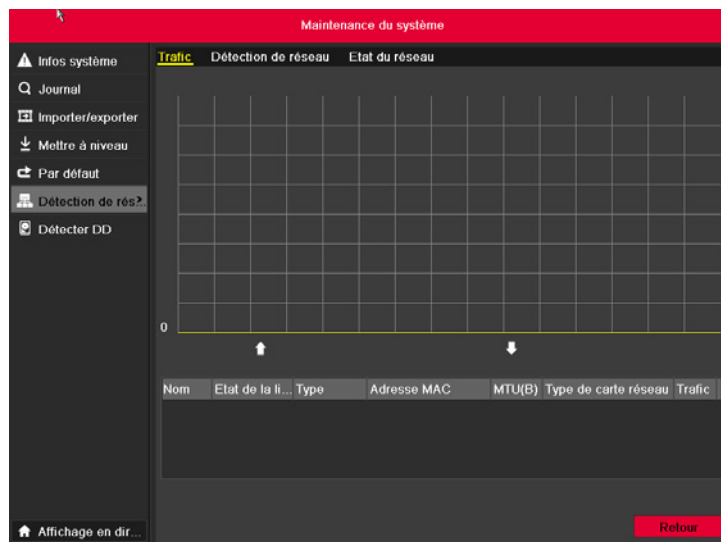 Maintenance du système
Infos système
Journal
Importer/exporter
Mettre à niveau
Par défaut
Détection de rés...
Détecter DD
Affichage en dir...
Trafic Détection de réseau Etat du réseau
0
Nom Etat de la li... Type Adresse MAC MTU(B) Type de carte réseau Trafic
Retour